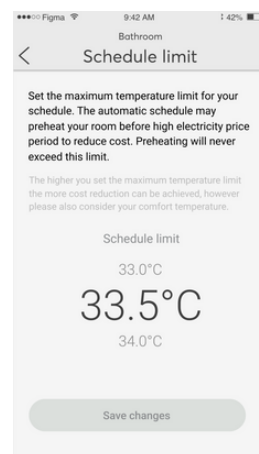 Figma 9:42 AM 42%
Bathroom
Schedule limit
Set the maximum temperature limit for your
schedule. The automatic schedule may
preheat your room before high electricity price
period to reduce cost. Preheating will never
exceed this limit.
The higher you set the maximum temperature limit
the more cost reduction can be achieved, however
please also consider your comfort temperature.
Schedule limit
33.0°C
33.5°C
34.0°C
Save changes